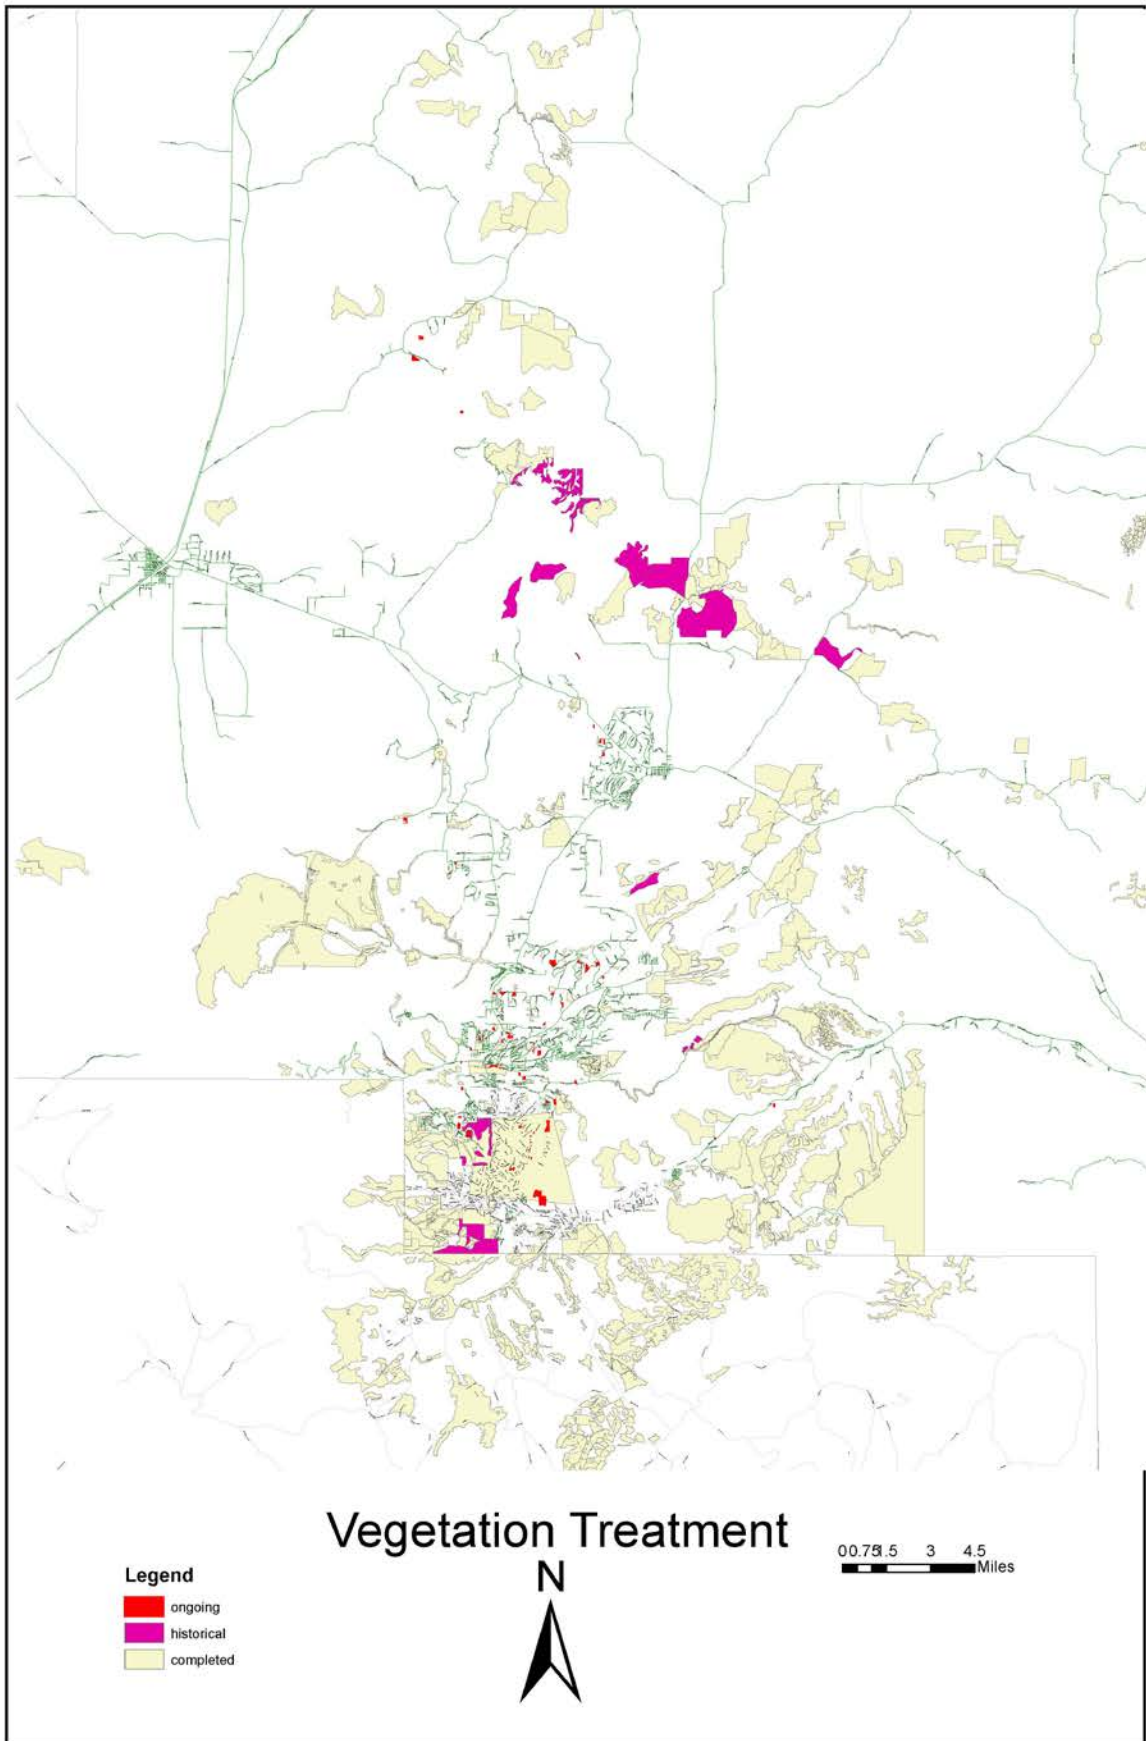 Vegetation Treatment
Legend
ongoing
historical
completed
N
0 0.75 1.5 3 4.5
Miles